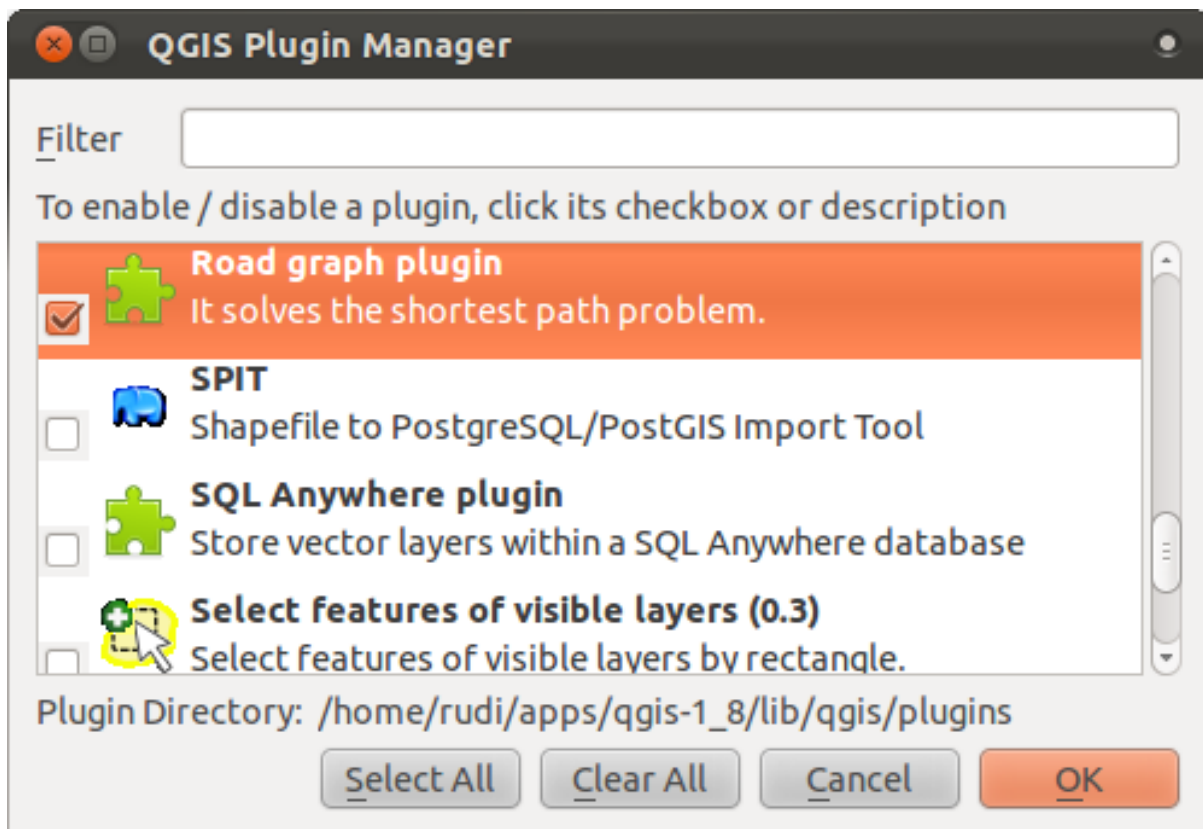 QGIS Plugin Manager
Filter
To enable / disable a plugin, click its checkbox or description
Road graph plugin
It solves the shortest path problem.
SPIT
Shapefile to PostgreSQL/PostGIS Import Tool
SQL Anywhere plugin
Store vector layers within a SQL Anywhere database
Select features of visible layers (0.3)
Select features of visible layers by rectangle.
Plugin Directory: /home/rudi/apps/qgis-1_8/lib/qgis/plugins
Select All Clear All Cancel OK